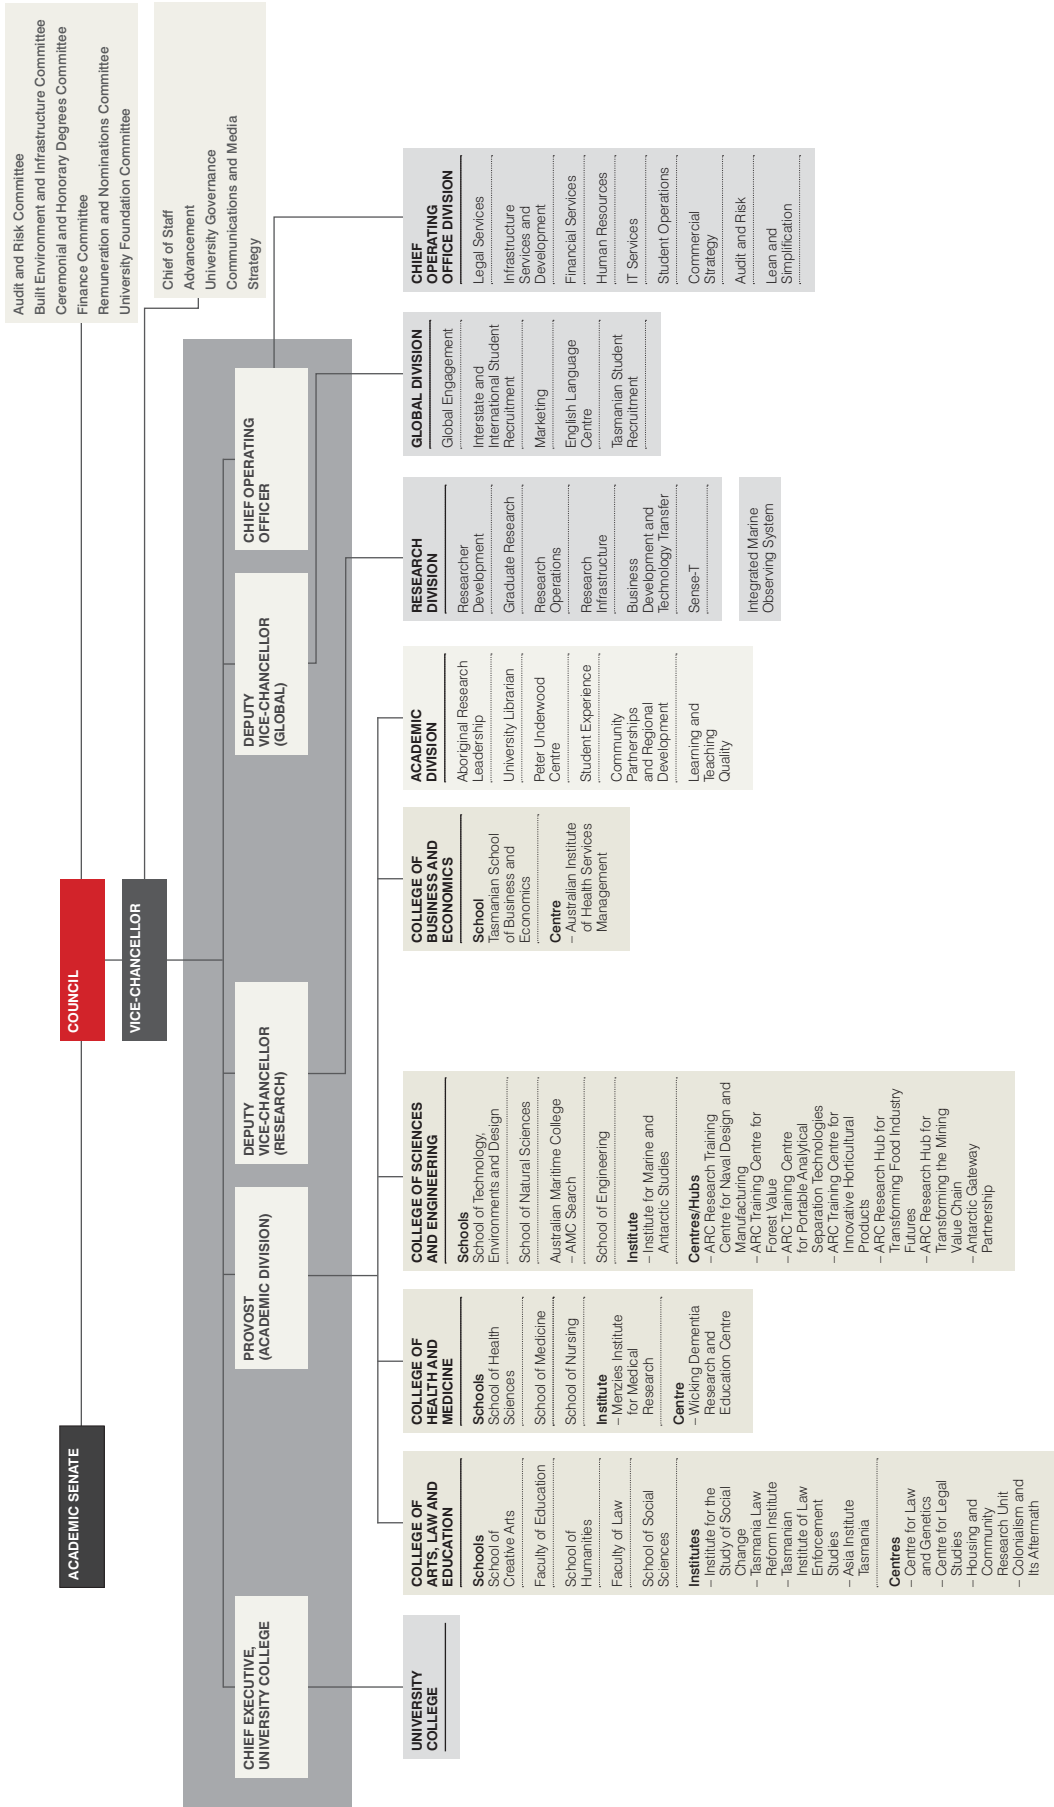 Audit and Risk Committee
Built Environment and Infrastructure Committee
Ceremonial and Honorary Degrees Committee
Finance Committee
Remuneration and Nominations Committee
University Foundation Committee
ACADEMIC SENATE
COUNCIL
VICE-CHANCELLOR
Chief of Staff
Advancement
University Governance
Communications and Media
Strategy
CHIEF EXECUTIVE,
UNIVERSITY COLLEGE
PROVOST
(ACADEMIC DIVISION)
DEPUTY
VICE-CHANCELLOR
(RESEARCH)
DEPUTY
VICE-CHANCELLOR
(GLOBAL)
CHIEF OPERATING
OFFICER
UNIVERSITY
COLLEGE
COLLEGE OF
ARTS, LAW AND
EDUCATION
Schools
School of
Creative Arts
Faculty of Education
School of
Humanities
Faculty of Law
School of Social
Sciences
Institutes
– Institute for the
Study of Social
Change
– Tasmania Law
Reform Institute
– Tasmanian
Institute of Law
Enforcement
Studies
– Asia Institute
Tasmania
Centres
– Centre for Law
and Genetics
– Centre for Legal
Studies
– Housing and
Community
Research Unit
– Colonialism and
Its Aftermath
COLLEGE OF
HEALTH AND
MEDICINE
Schools
School of Health
Sciences
School of Medicine
School of Nursing
Institute
– Menzies Institute
for Medical
Research
Centre
– Wicking Dementia
Research and
Education Centre
COLLEGE OF SCIENCES
AND ENGINEERING
Schools
School of Technology,
Environments and Design
School of Natural Sciences
Australian Maritime College
– AMC Search
School of Engineering
Institute
– Institute for Marine and
Antarctic Studies
Centres/Hubs
– ARC Research Training
Centre for Naval Design and
Manufacturing
– ARC Training Centre for
Forest Value
– ARC Training Centre
for Portable Analytical
Separation Technologies
– ARC Training Centre for
Innovative Horticultural
Products
– ARC Research Hub for
Transforming Food Industry
Futures
– ARC Research Hub for
Transforming the Mining
Value Chain
– Antarctic Gateway
Partnership
COLLEGE OF
BUSINESS AND
ECONOMICS
School
Tasmanian School
of Business and
Economics
Centre
– Australian Institute
of Health Services
Management
ACADEMIC
DIVISION
Aboriginal Research
Leadership
University Librarian
Peter Underwood
Centre
Student Experience
Community
Partnerships
and Regional
Development
Learning and
Teaching
Quality
RESEARCH
DIVISION
Researcher
Development
Graduate Research
Research
Operations
Research
Infrastructure
Business
Development and
Technology Transfer
Sense-T
Integrated Marine
Observing System
GLOBAL DIVISION
Global Engagement
Interstate and
International Student
Recruitment
Marketing
English Language
Centre
Tasmanian Student
Recruitment
CHIEF
OPERATING
OFFICE DIVISION
Legal Services
Infrastructure
Services and
Development
Financial Services
Human Resources
IT Services
Student Operations
Commercial
Strategy
Audit and Risk
Lean and
Simplification